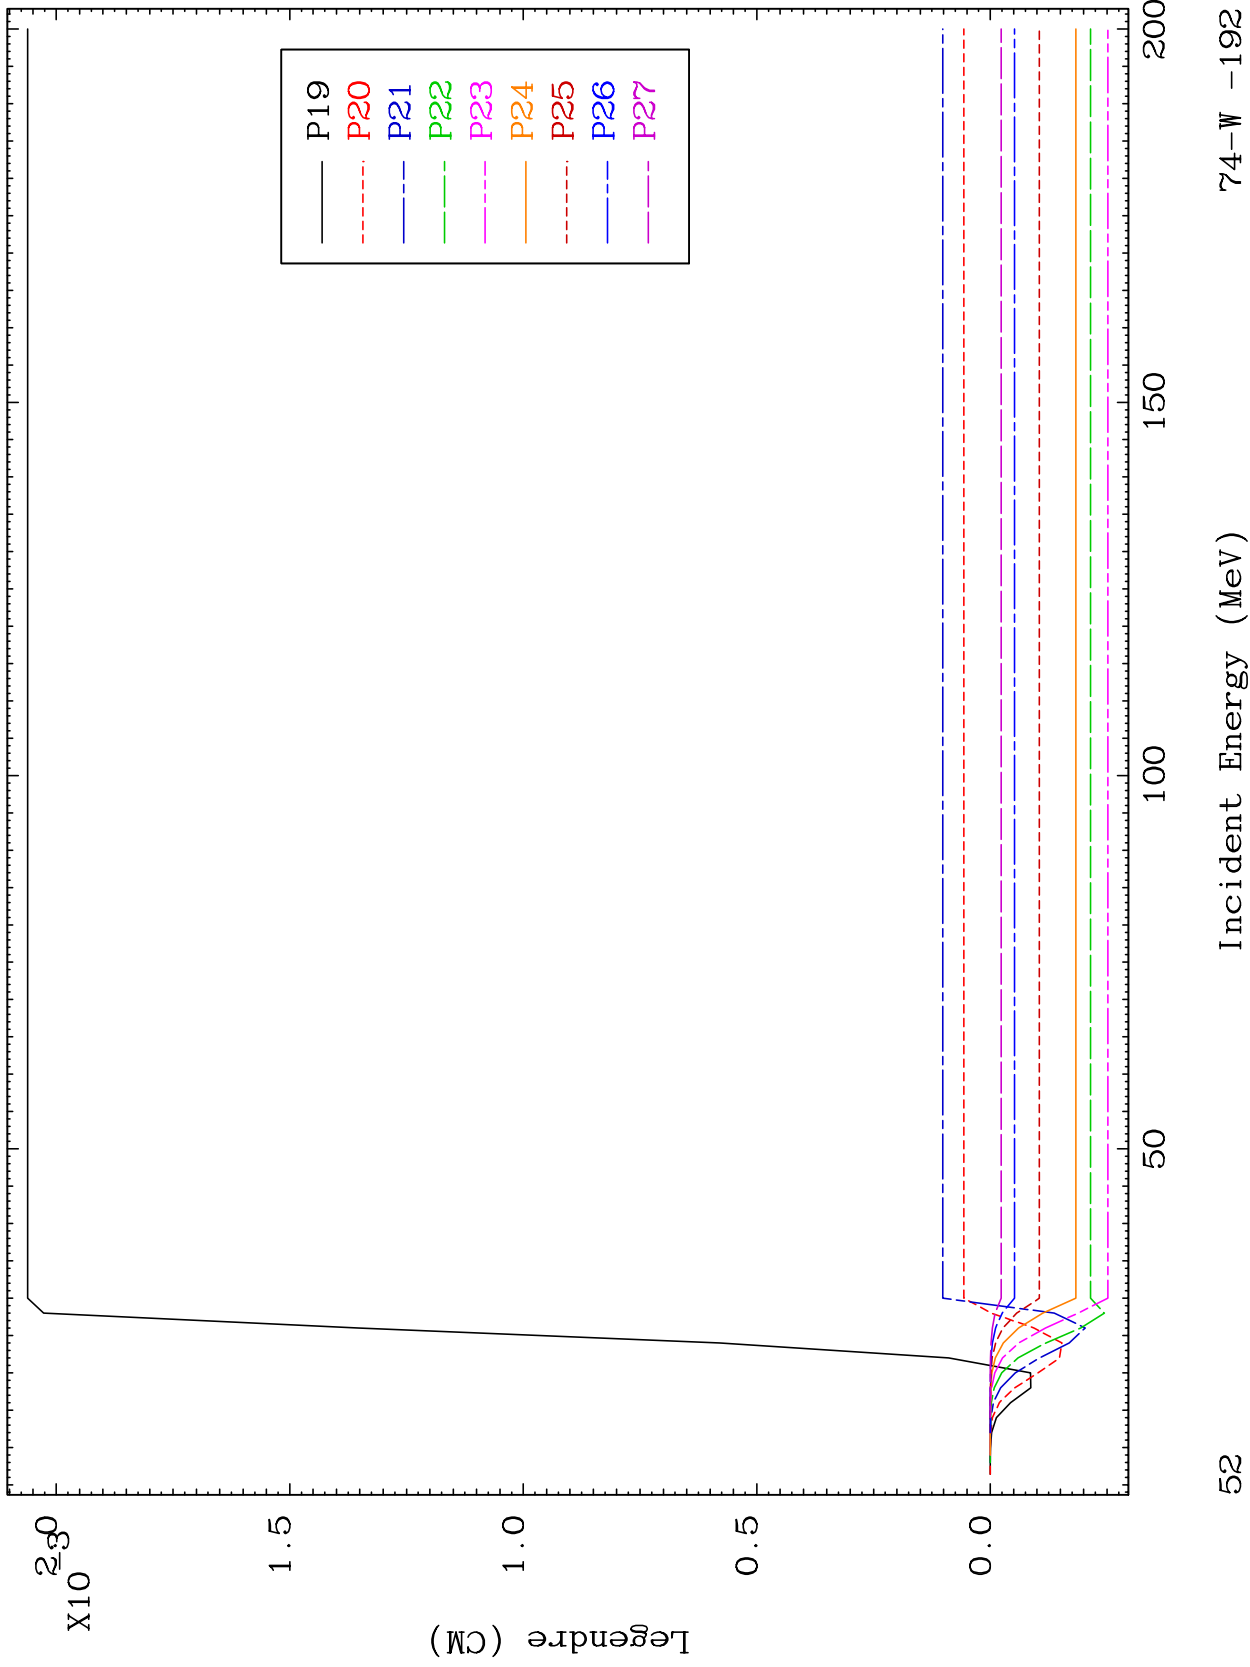 X10
-3
2.0
1.5
1.0
0.5
0.0
Legendre (CM)
P19
P20
P21
P22
P23
P24
P25
P26
P27
50
100
150
200
Incident Energy (MeV)
52
74-W -192